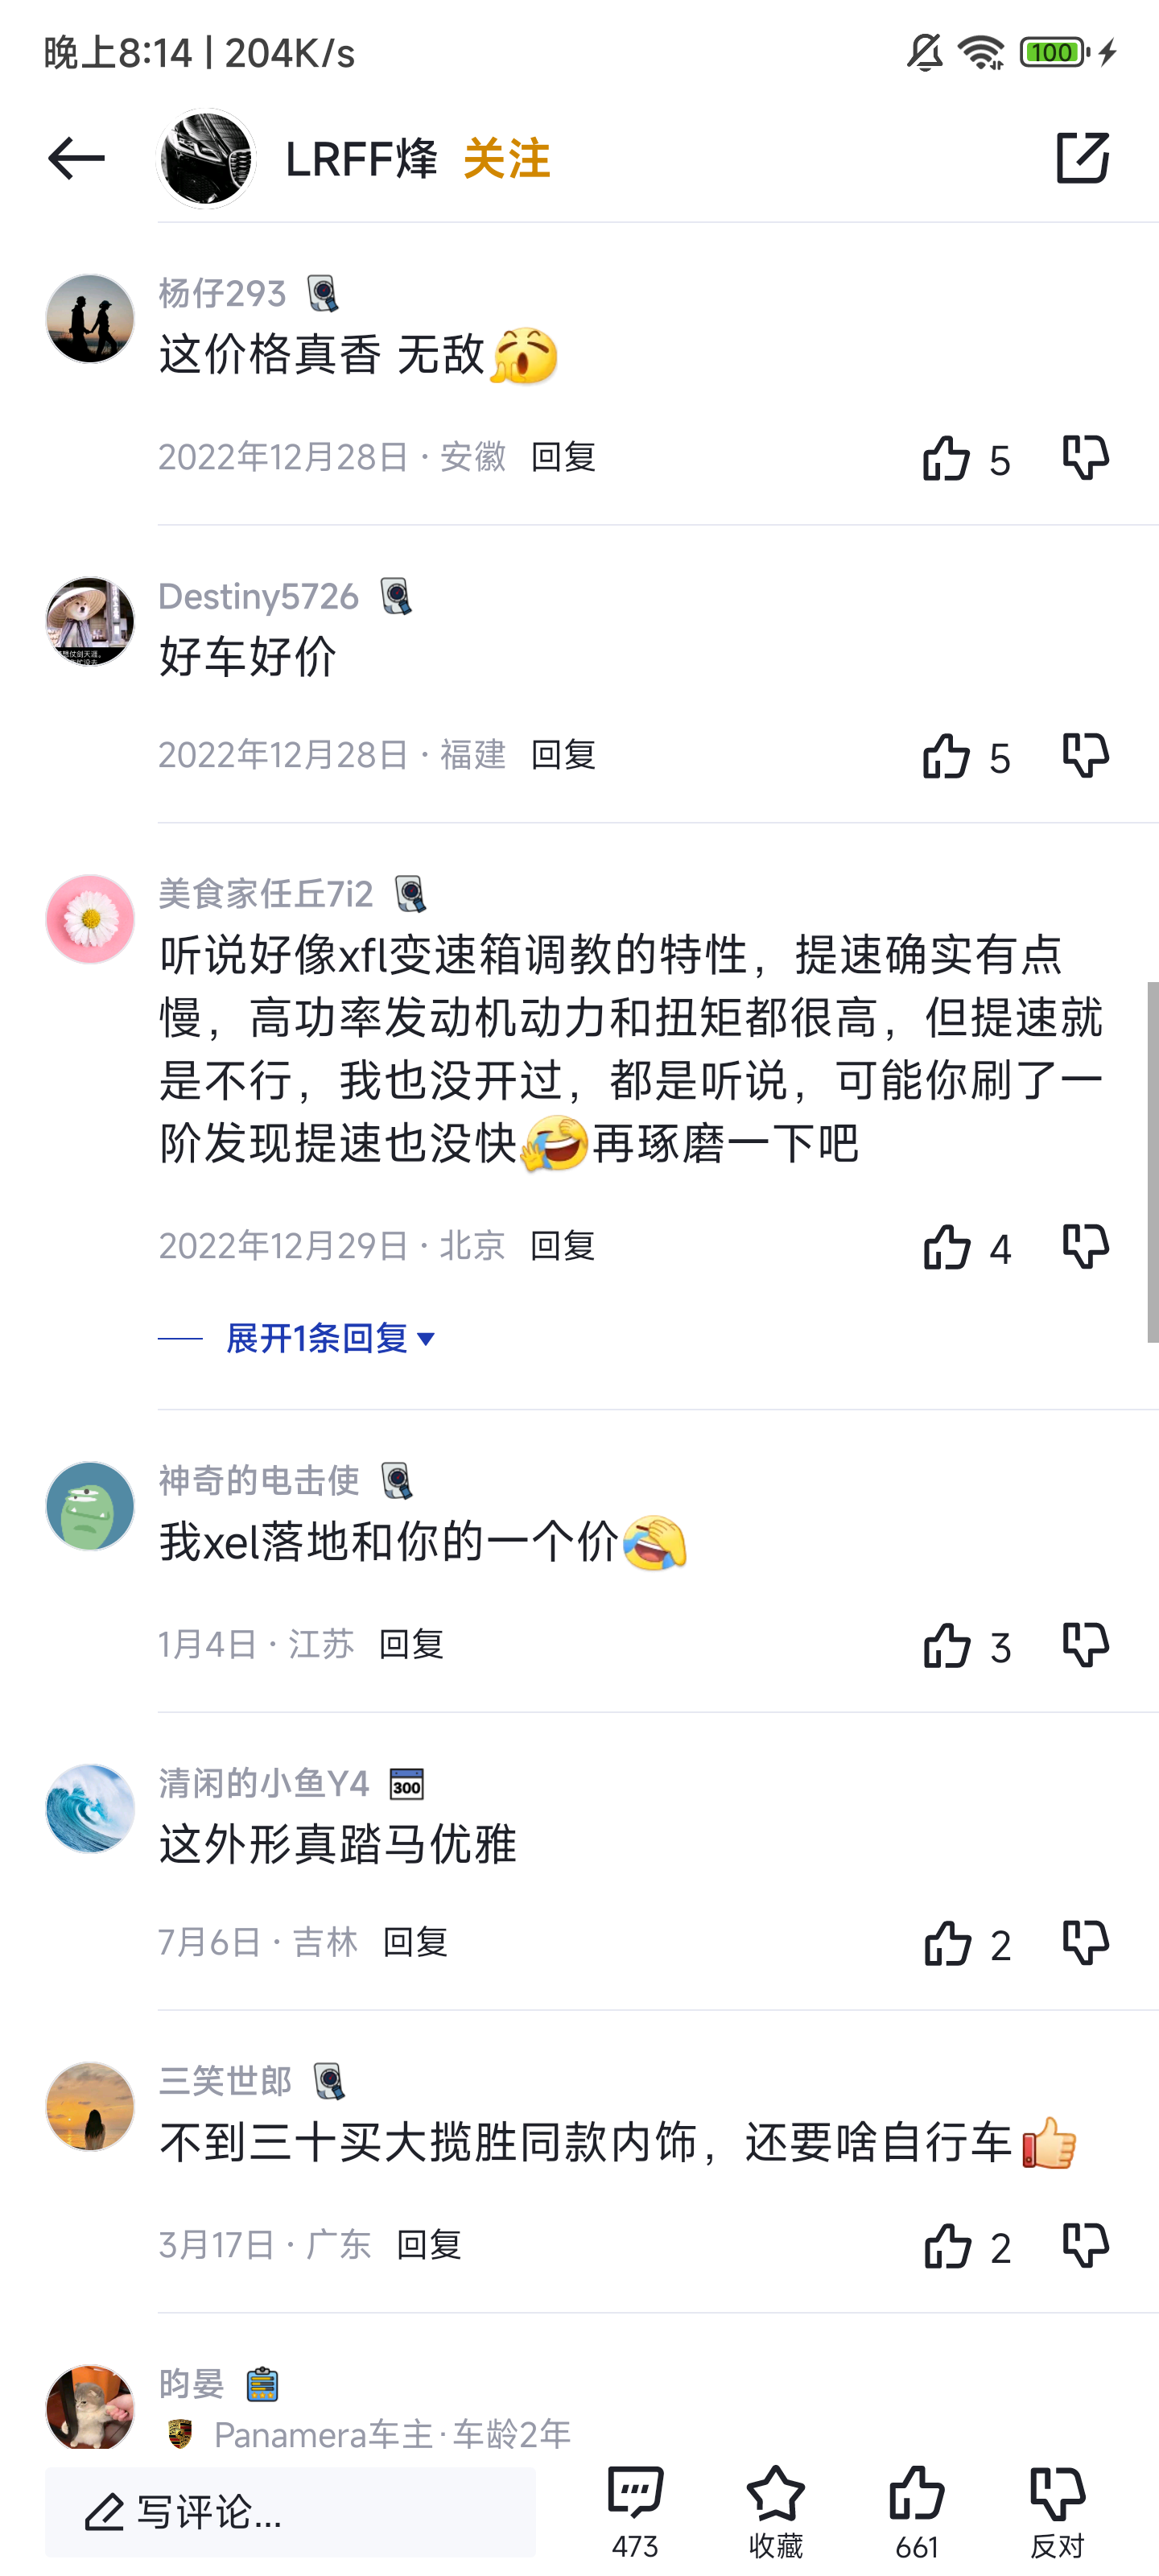 晚上8:14 | 204K/s
100
LRFF烽 关注
杨仔293
这价格真香 无敌
2022年12月28日 · 安徽 回复
5
Destiny5726
好车好价
2022年12月28日 · 福建 回复
5
美食家任丘7i2
听说好像xfl变速箱调教的特性，提速确实有点
慢，高功率发动机动力和扭矩都很高，但提速就
是不行，我也没开过，都是听说，可能你刷了一
阶发现提速也没快再琢磨一下吧
2022年12月29日 · 北京 回复
4
展开1条回复
神奇的电击使
我xel落地和你的一个价
1月4日 · 江苏 回复
3
清闲的小鱼Y4
300
这外形真踏马优雅
7月6日 · 吉林 回复
2
三笑世郎
不到三十买大揽胜同款内饰，还要啥自行车
3月17日 · 广东 回复
2
昀晏
Panamera车主 · 车龄2年
写评论...
473
收藏
661
反对